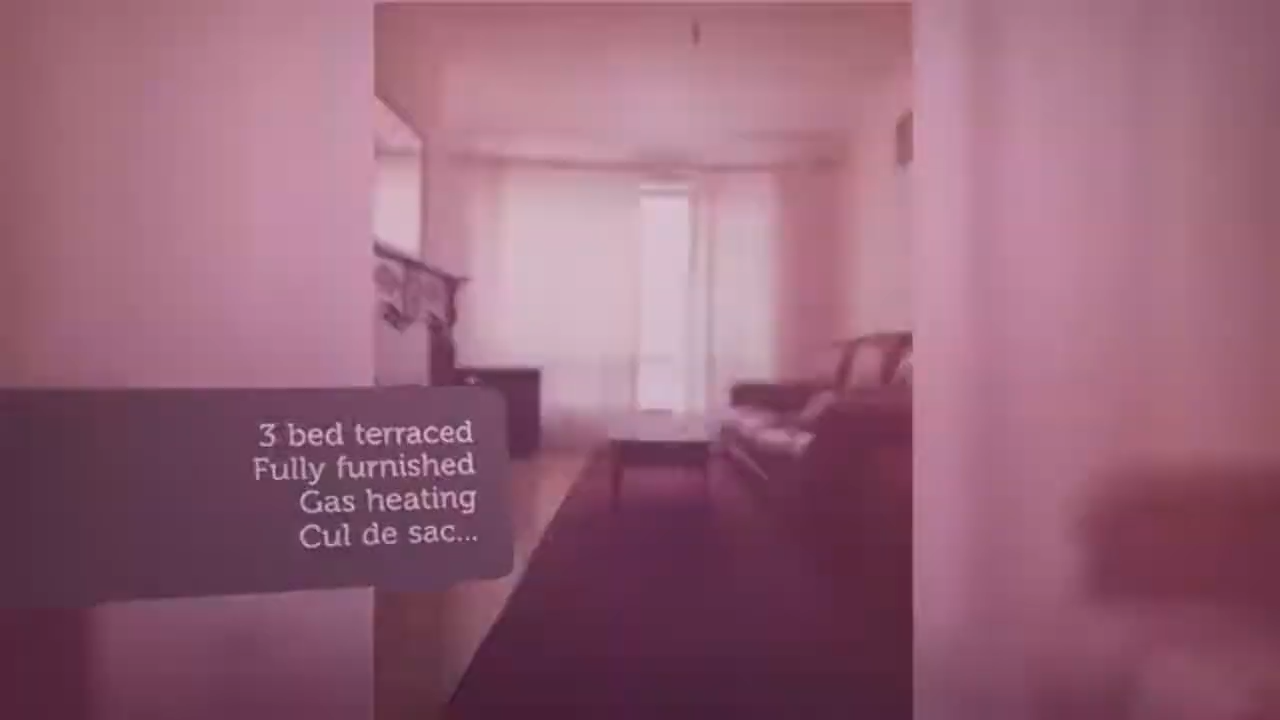 3 bed terraced
Fully furnished
Gas heating
Cul de sac...